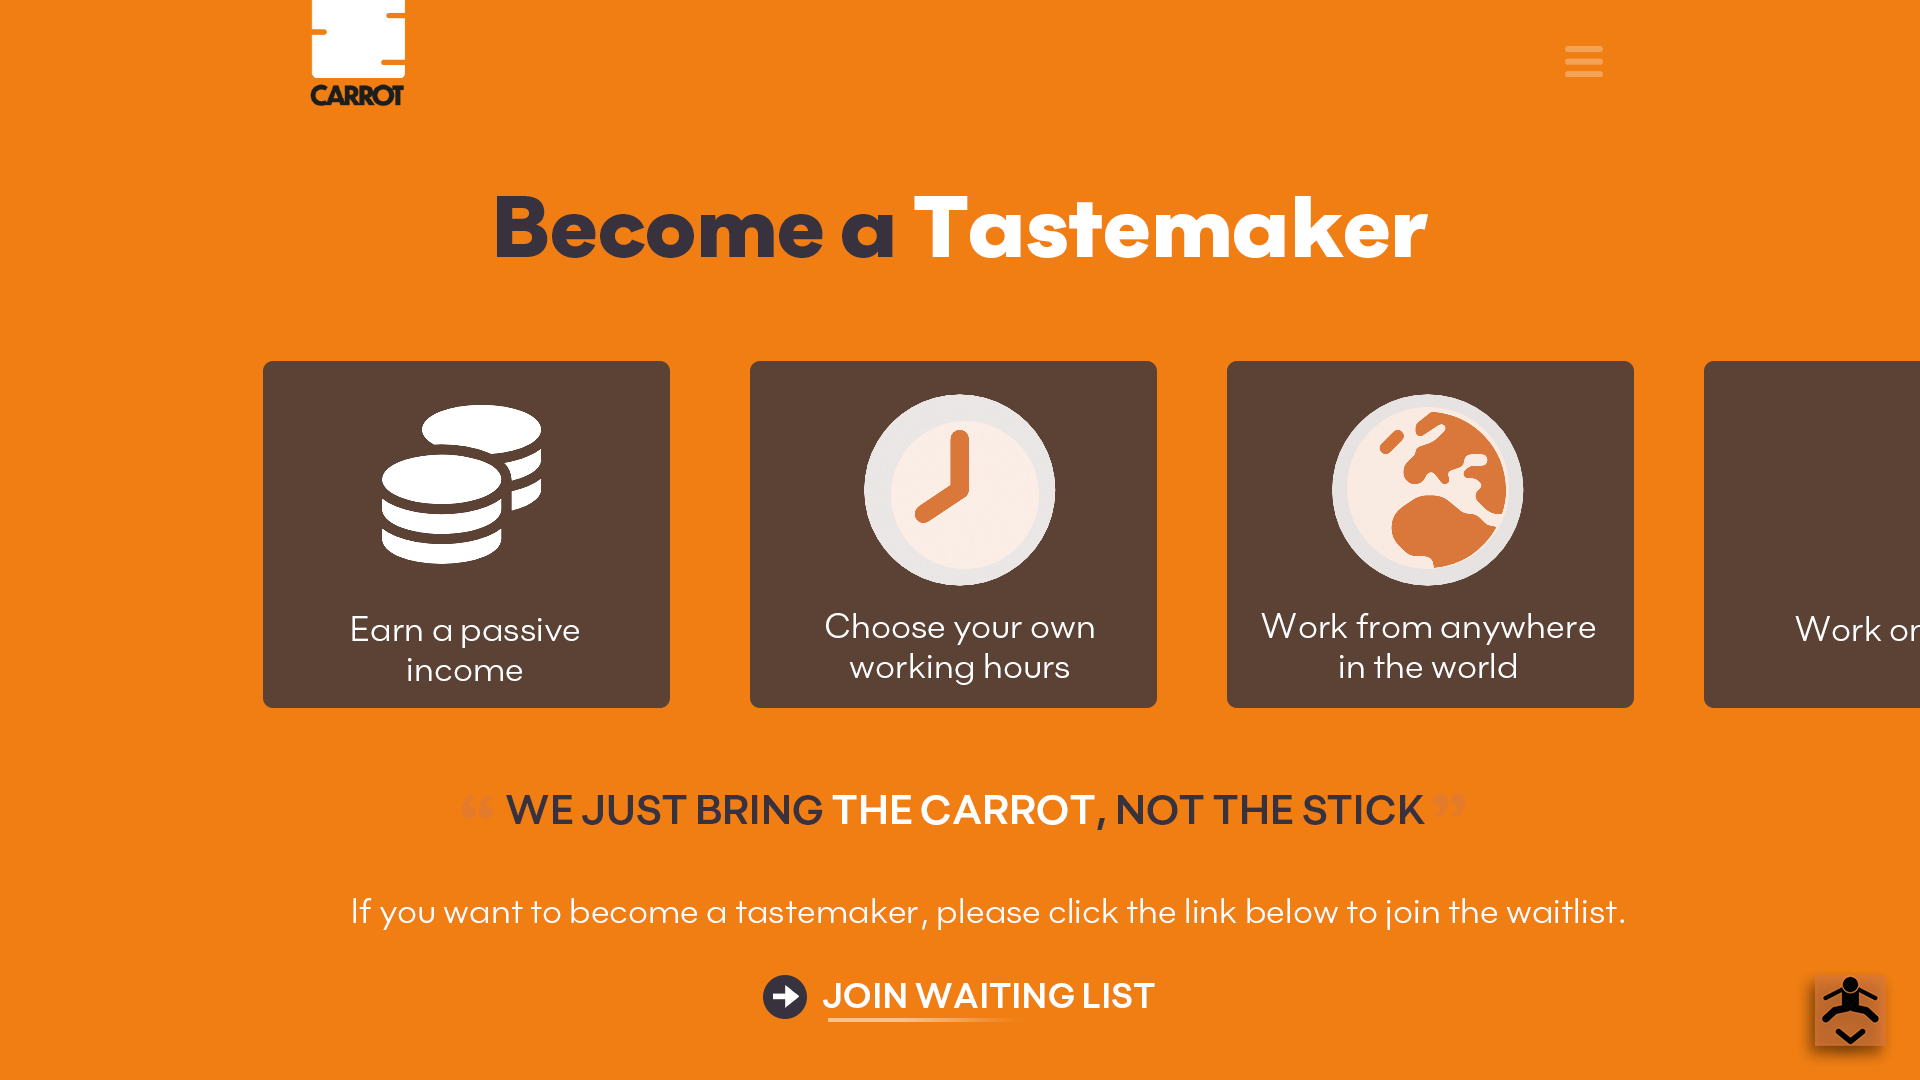 CARROT
Become a Tastemaker
Earn a passive
income
Choose your own
working hours
Work from anywhere
in the world
Work
“ WE JUST BRING THE CARROT, NOT THE STICK ”
If you want to become a tastemaker, please click the link below to join the waitlist.
JOIN WAITING LIST